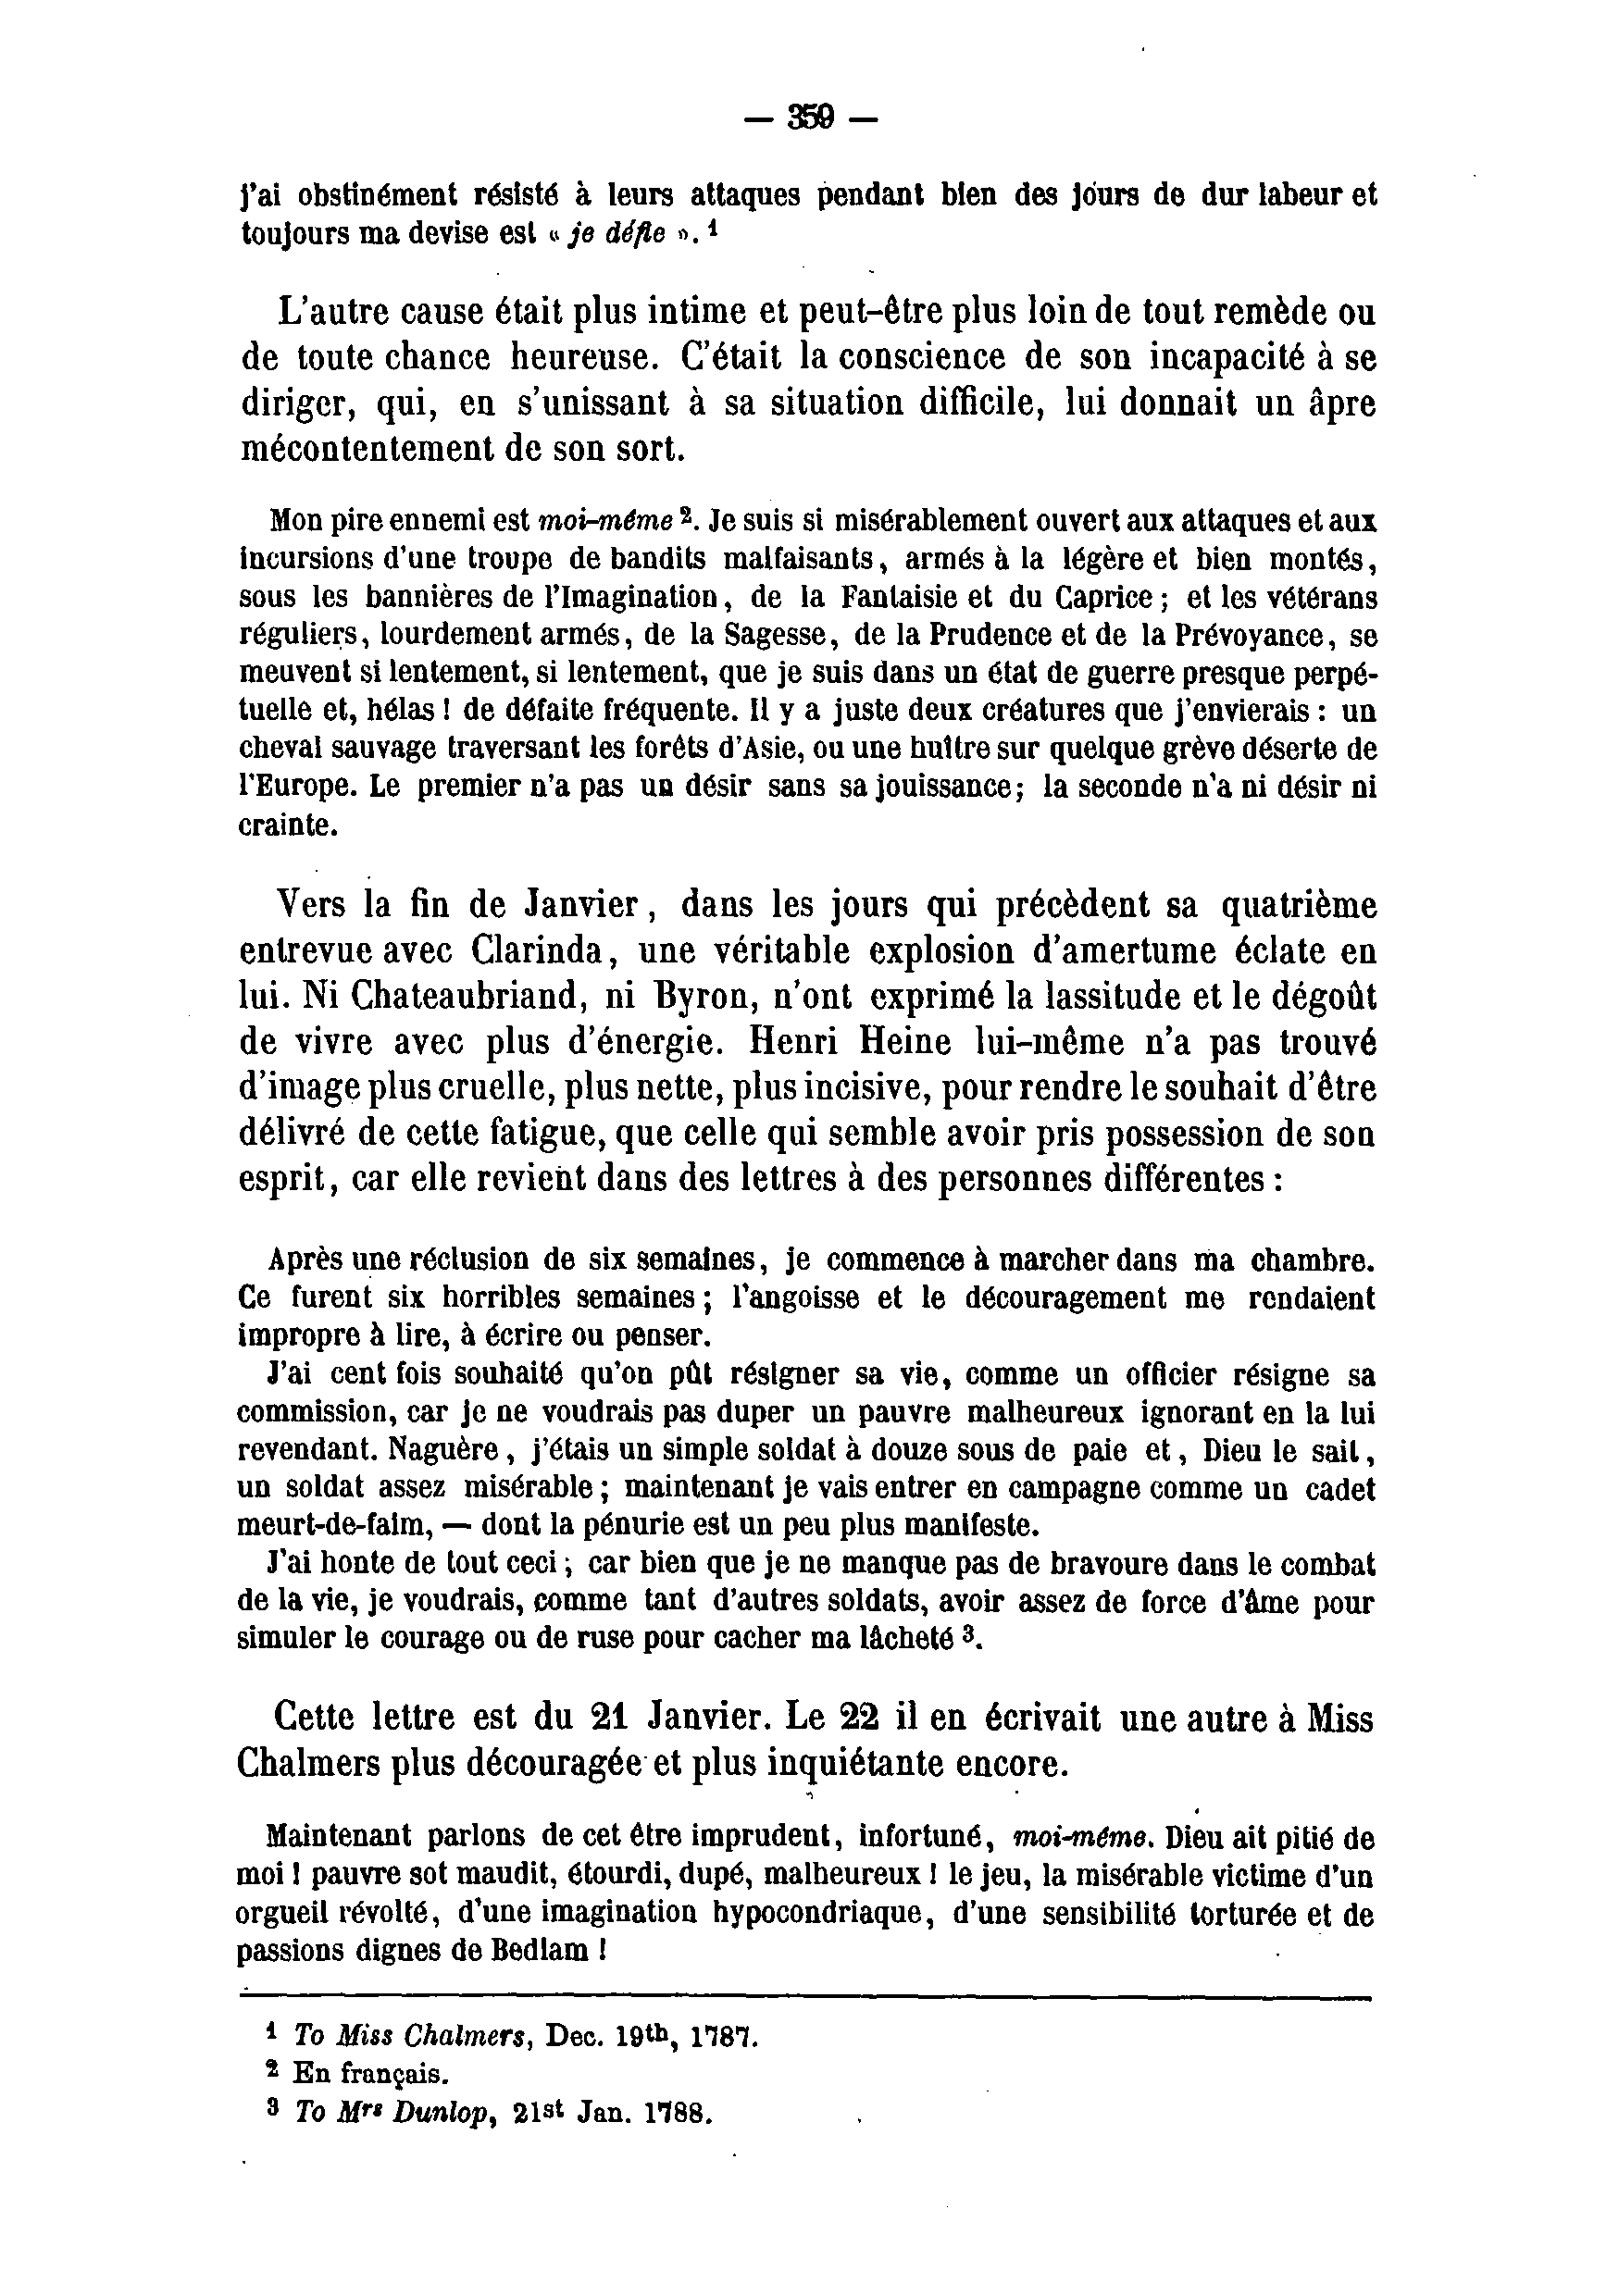 — 359 —
j'ai obstinément résisté à leurs attaques pendant bien des jours de dur labeur et
toujours ma devise est « je défie ». 1
L'autre cause était plus intime et peut-être plus loin de tout remède ou
de toute chance heureuse. C'était la conscience de son incapacité à se
diriger, qui, en s'unissant à sa situation difficile, lui donnait un âpre
mécontentement de son sort.
Mon pire ennemi est moi-même 2. Je suis si misérablement ouvert aux attaques et aux
incursions d'une troupe de bandits malfaisants, armés à la légère et bien montés,
sous les bannières de l'Imagination, de la Fantaisie et du Caprice ; et les vétérans
réguliers, lourdement armés, de la Sagesse, de la Prudence et de la Prévoyance, se
meuvent si lentement, si lentement, que je suis dans un état de guerre presque perpé-
tuelle et, hélas ! de défaite fréquente. Il y a juste deux créatures que j'envierais : un
cheval sauvage traversant les forêts d'Asie, ou une huître sur quelque grève déserte de
l'Europe. Le premier n'a pas un désir sans sa jouissance ; la seconde n'a ni désir ni
crainte.
Vers la fin de Janvier, dans les jours qui précèdent sa quatrième
entrevue avec Clarinda, une véritable explosion d'amertume éclate en
lui. Ni Chateaubriand, ni Byron, n'ont exprimé la lassitude et le dégoût
de vivre avec plus d'énergie. Henri Heine lui-même n'a pas trouvé
d'image plus cruelle, plus nette, plus incisive, pour rendre le souhait d'être
délivré de cette fatigue, que celle qui semble avoir pris possession de son
esprit, car elle revient dans des lettres à des personnes différentes :
Après une réclusion de six semaines, je commence à marcher dans ma chambre.
Ce furent six horribles semaines ; l'angoisse et le découragement me rendaient
impropre à lire, à écrire ou penser.
J'ai cent fois souhaité qu'on pût résigner sa vie, comme un officier résigne sa
commission, car je ne voudrais pas duper un pauvre malheureux ignorant en la lui
revendant. Naguère, j'étais un simple soldat à douze sous de paie et, Dieu le sait,
un soldat assez misérable ; maintenant je vais entrer en campagne comme un cadet
meurt-de-faim, — dont la pénurie est un peu plus manifeste.
J'ai honte de tout ceci ; car bien que je ne manque pas de bravoure dans le combat
de la vie, je voudrais, comme tant d'autres soldats, avoir assez de force d'âme pour
simuler le courage ou de ruse pour cacher ma lâcheté 3.
Cette lettre est du 21 Janvier. Le 22 il en écrivait une autre à Miss
Chalmers plus découragée et plus inquiétante encore.
Maintenant parlons de cet être imprudent, infortuné, moi-même. Dieu ait pitié de
moi ! pauvre sot maudit, étourdi, dupé, malheureux ! le jeu, la misérable victime d'un
orgueil révolté, d'une imagination hypocondriaque, d'une sensibilité torturée et de
passions dignes de Bedlam !
1 To Miss Chalmers, Dec. 19th, 1787.
2 En français.
3 To Mrs Dunlop, 21st Jan. 1788.